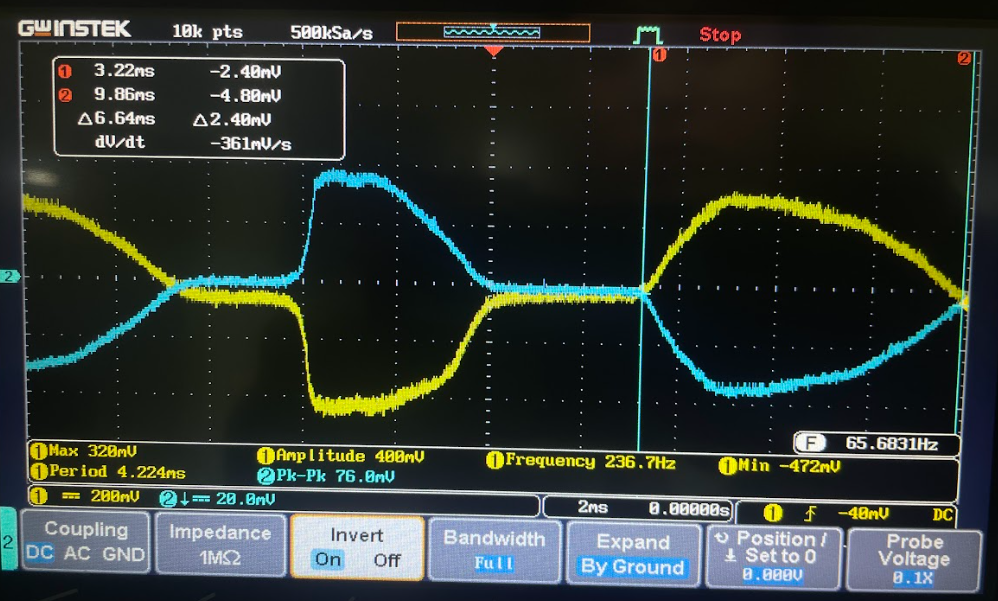 GWINSTEK 10k pts 500kSa/s Stop
1 2
1 3.22ms -2.40mV
2 9.86ms -4.80mV
△6.64ms △2.40mV
dV/dt -361mV/s
2
F 65.6831Hz
1 Max 320mV 1 Amplitude 400mV 1 Frequency 236.7Hz 1 Min -472mV
1 Period 4.224ms 2 Pk-Pk 76.0mV
1 200mV 2 ↓ 20.0mV 2ms 0.00000s 1 -40mV DC
2
Coupling
DC AC GND
Impedance
1MΩ
Invert
On Off
Bandwidth
Full
Expand
By Ground
Position /
Set to 0
0.000V
Probe
Voltage
0.1X